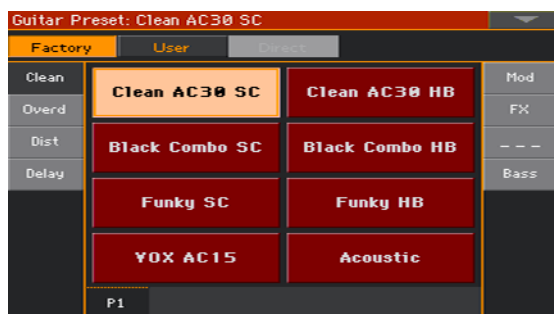 Guitar Preset: Clean AC30 SC
Factory User Direct
Clean
Overd
Dist
Delay
Clean AC30 SC Clean AC30 HB
Black Combo SC Black Combo HB
Funky SC Funky HB
VOX AC15 Acoustic
Mod
FX
---
Bass
P1